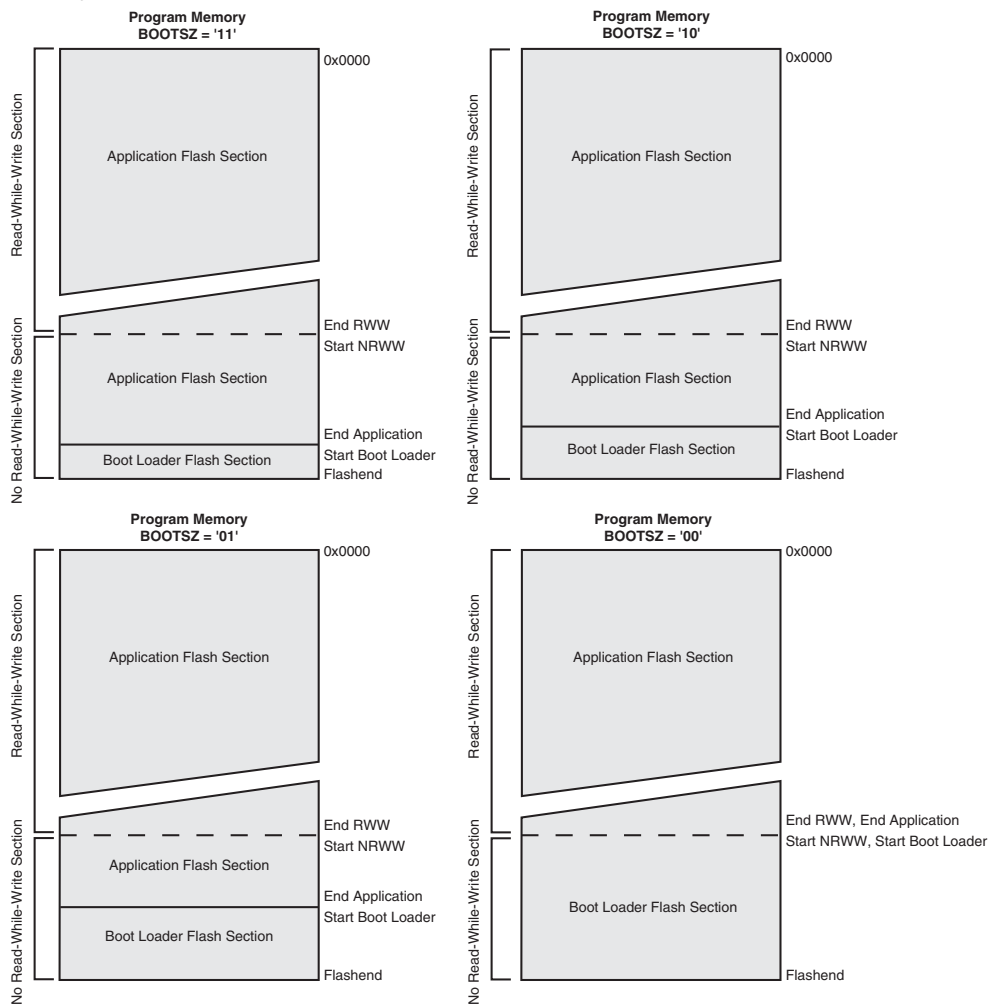 Program Memory
BOOTSZ = '11'
0x0000
Read-While-Write Section
Application Flash Section
End RWW
Start NRWW
No Read-While-Write Section
Application Flash Section
End Application
Start Boot Loader
Boot Loader Flash Section
Flashend
Program Memory
BOOTSZ = '10'
0x0000
Read-While-Write Section
Application Flash Section
End RWW
Start NRWW
No Read-While-Write Section
Application Flash Section
End Application
Start Boot Loader
Boot Loader Flash Section
Flashend
Program Memory
BOOTSZ = '01'
0x0000
Read-While-Write Section
Application Flash Section
End RWW
Start NRWW
No Read-While-Write Section
Application Flash Section
End Application
Start Boot Loader
Boot Loader Flash Section
Flashend
Program Memory
BOOTSZ = '00'
0x0000
Read-While-Write Section
Application Flash Section
End RWW, End Application
Start NRWW, Start Boot Loader
No Read-While-Write Section
Boot Loader Flash Section
Flashend